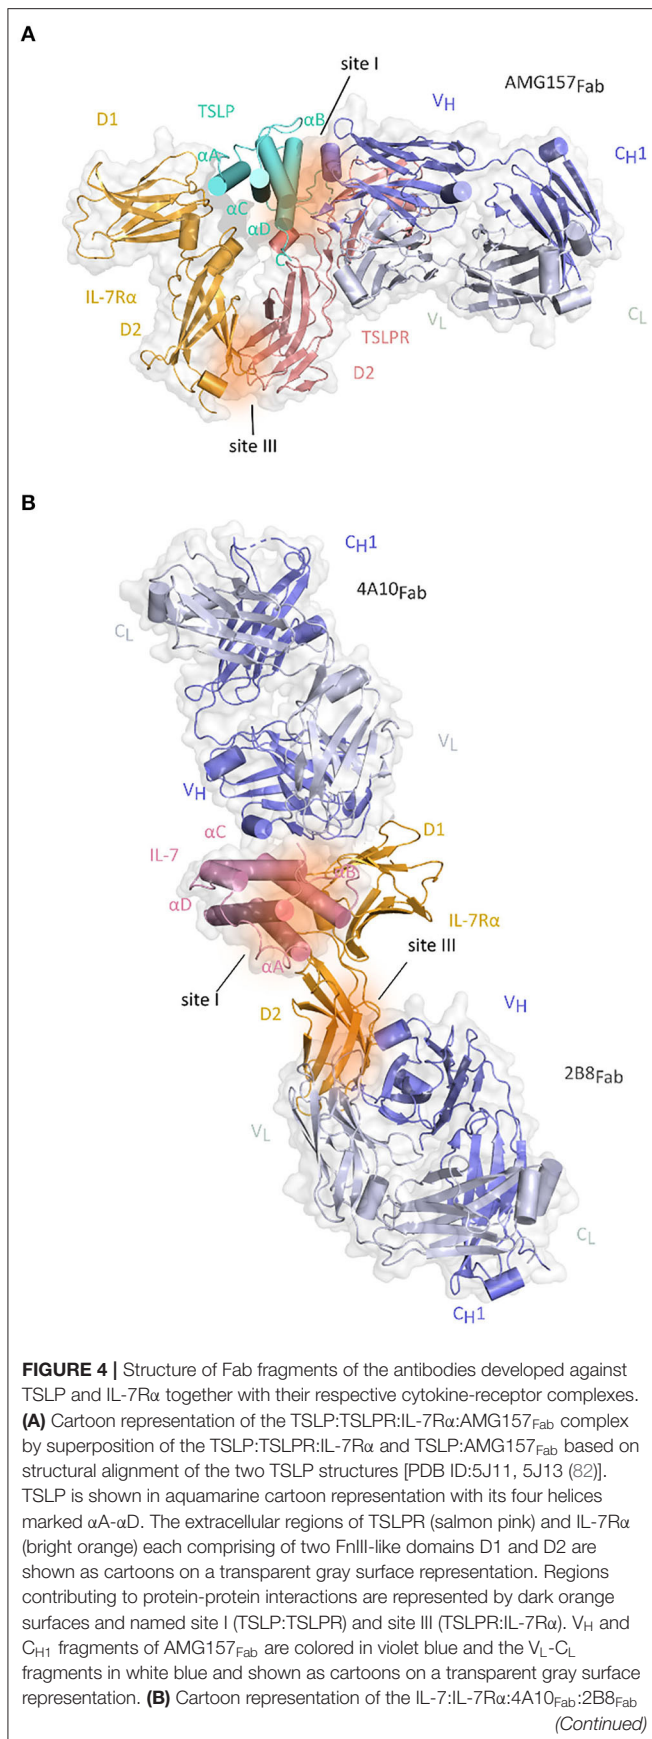 A
site I
AMG157Fab
VH
TSLP
αB
D1
CH1
αA
αC
αD
C
IL-7Rα
D2
VL
CL
TSLPR
D2
site III
B
CH1
4A10Fab
CL
VL
VH
αC
D1
IL-7
αB
αD
IL-7Rα
site III
αA
site I
D2
VH
2B8Fab
VL
CL
CH1
FIGURE 4 | Structure of Fab fragments of the antibodies developed against
TSLP and IL-7Rα together with their respective cytokine-receptor complexes.
(A) Cartoon representation of the TSLP:TSLPR:IL-7Rα:AMG157Fab complex
by superposition of the TSLP:TSLPR:IL-7Rα and TSLP:AMG157Fab based on
structural alignment of the two TSLP structures [PDB ID:5J11, 5J13 (82)].
TSLP is shown in aquamarine cartoon representation with its four helices
marked αA-αD. The extracellular regions of TSLPR (salmon pink) and IL-7Rα
(bright orange) each comprising of two FnIII-like domains D1 and D2 are
shown as cartoons on a transparent gray surface representation. Regions
contributing to protein-protein interactions are represented by dark orange
surfaces and named site I (TSLP:TSLPR) and site III (TSLPR:IL-7Rα). VH and
CH1 fragments of AMG157Fab are colored in violet blue and the VL-CL
fragments in white blue and shown as cartoons on a transparent gray surface
representation. (B) Cartoon representation of the IL-7:IL-7Rα:4A10Fab:2B8Fab
(Continued)